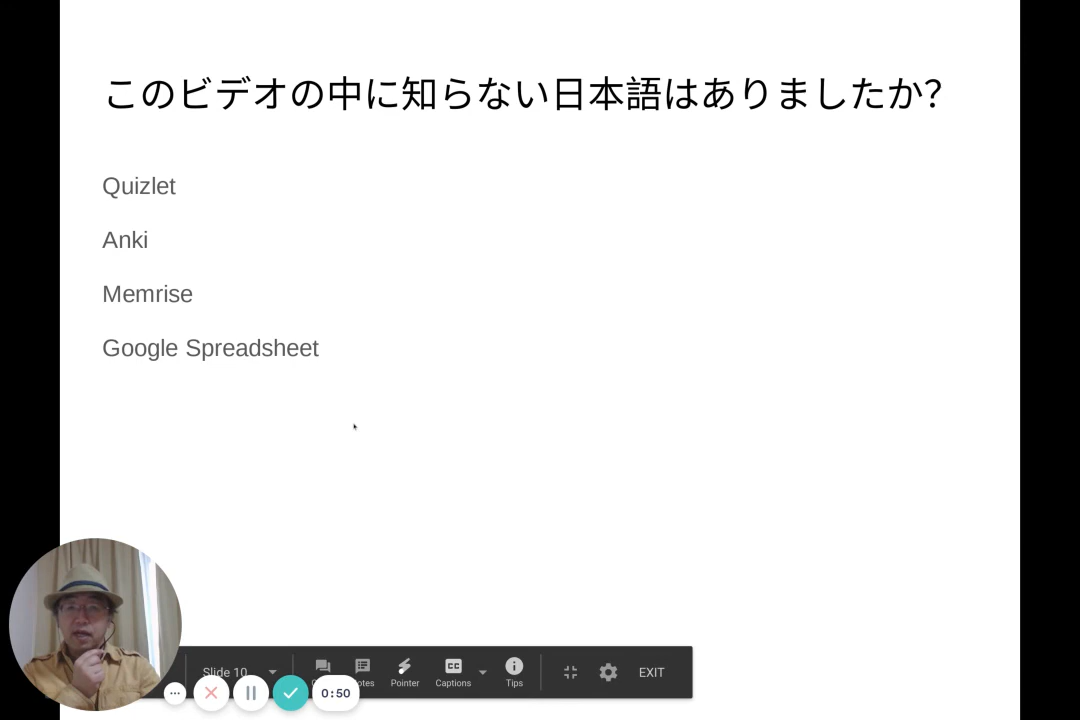 このビデオの中に知らない日本語はありましたか?
Quizlet
Anki
Memrise
Google Spreadsheet
Slide 10
otes
Pointer
Captions
Tips
EXIT
0:50